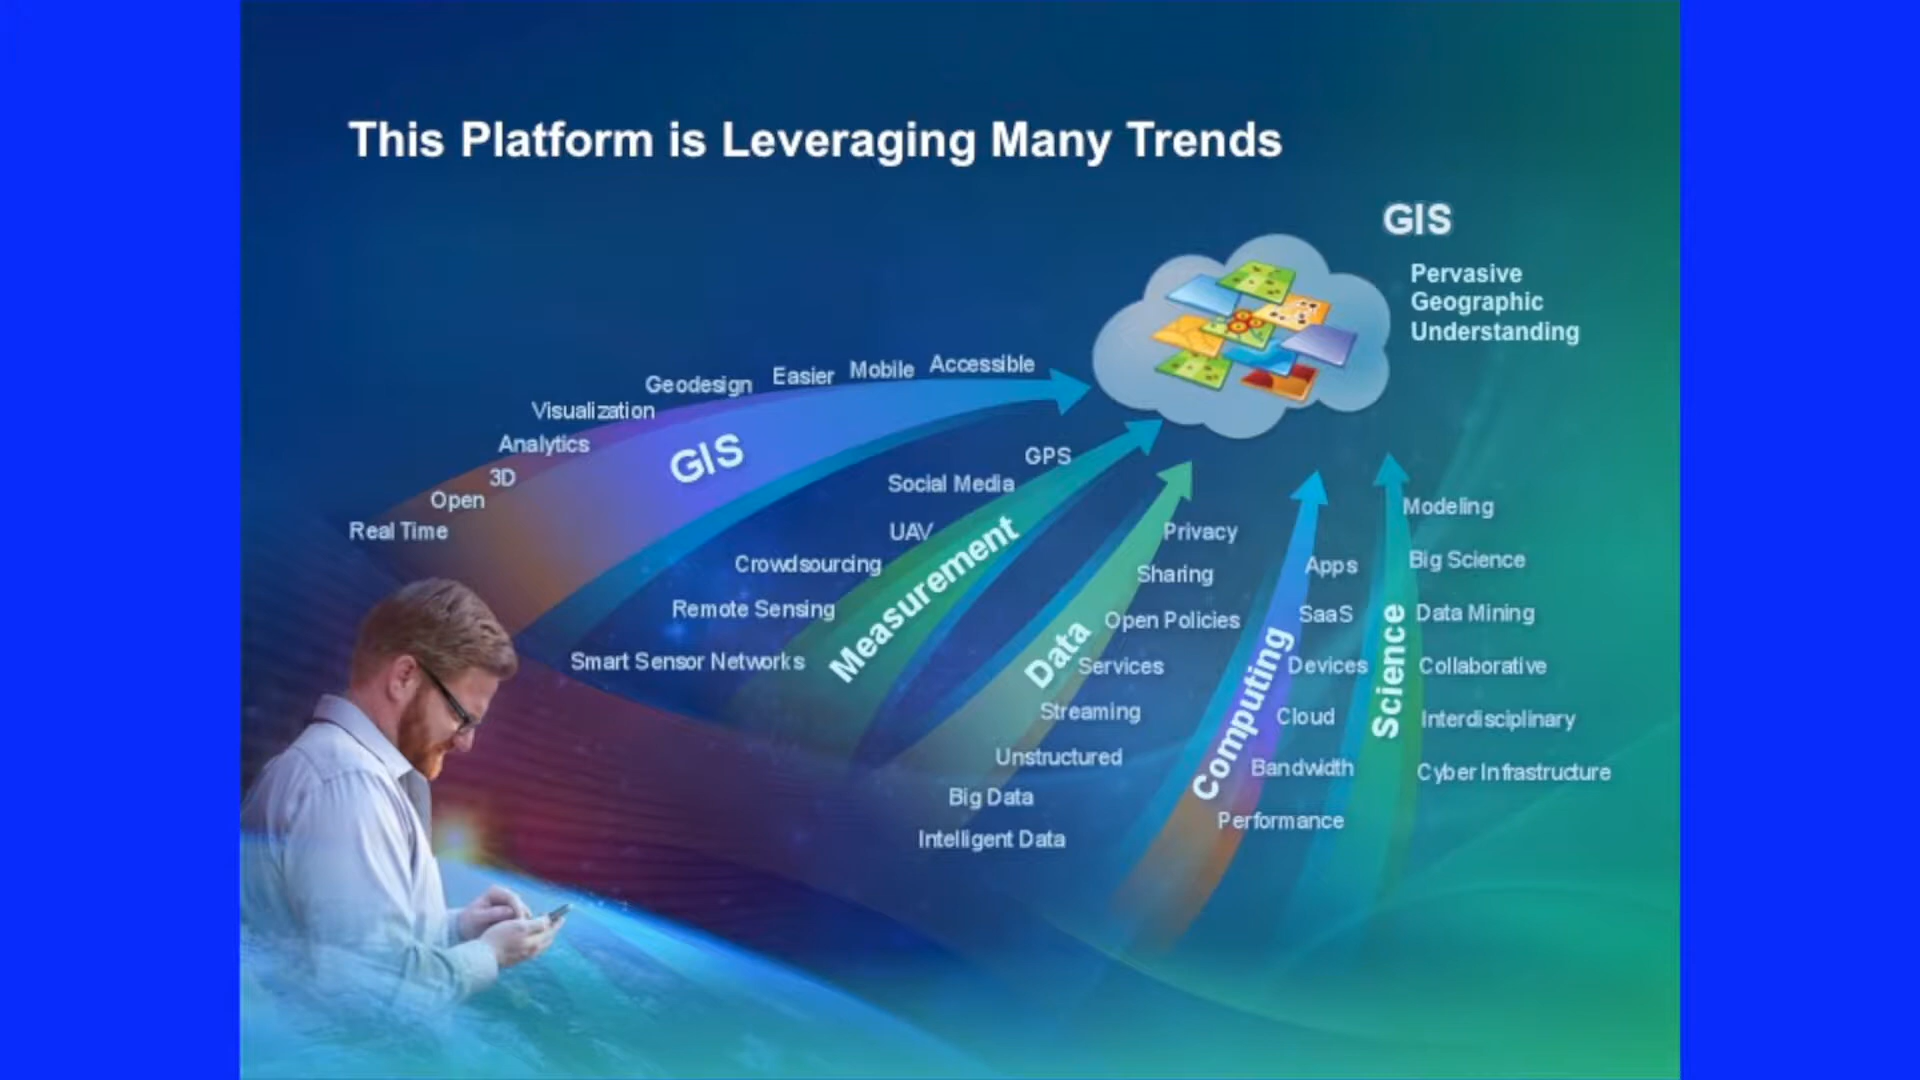 This Platform is Leveraging Many Trends
GIS
Pervasive
Geographic
Understanding
Accessible
Mobile
Easier
Geodesign
Visualization
Analytics
3D
Open
Real Time
GIS
GPS
Social Media
UAV
Crowdsourcing
Remote Sensing
Smart Sensor Networks
Measurement
Privacy
Sharing
Open Policies
Services
Streaming
Unstructured
Big Data
Intelligent Data
Data
Apps
SaaS
Devices
Cloud
Bandwidth
Performance
Computing
Modeling
Big Science
Data Mining
Collaborative
Interdisciplinary
Cyber Infrastructure
Science